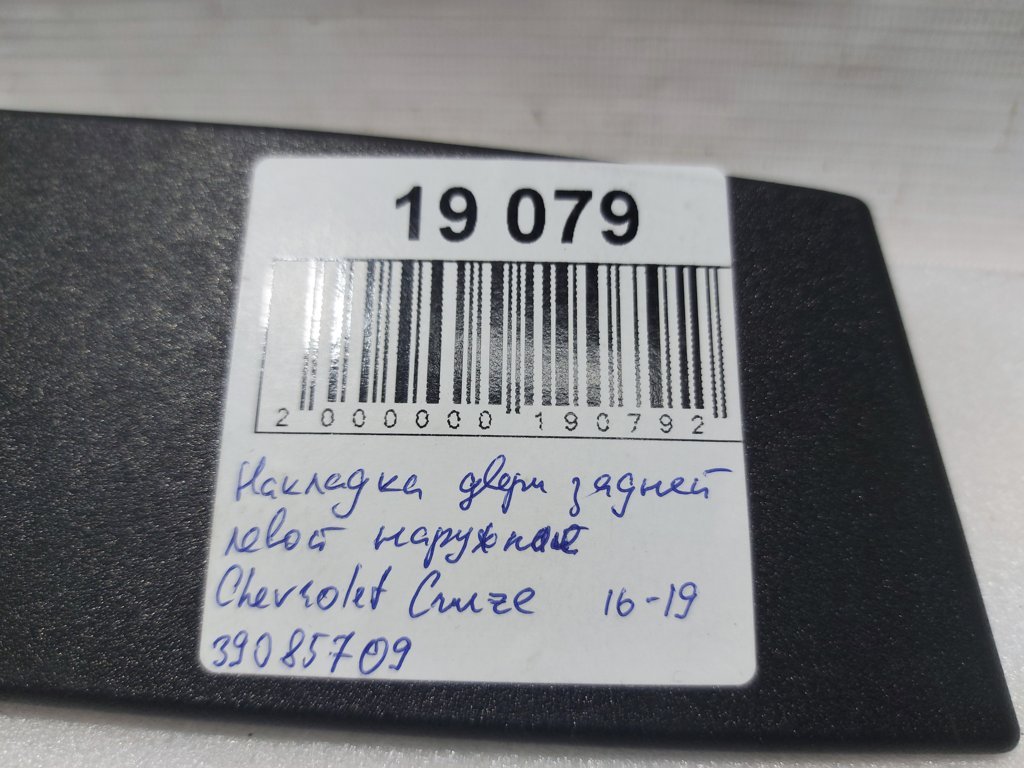 19 079
2 000000 190792
Накладка двери задней
левой наружная
Chevrolet Cruze 16-19
39085709